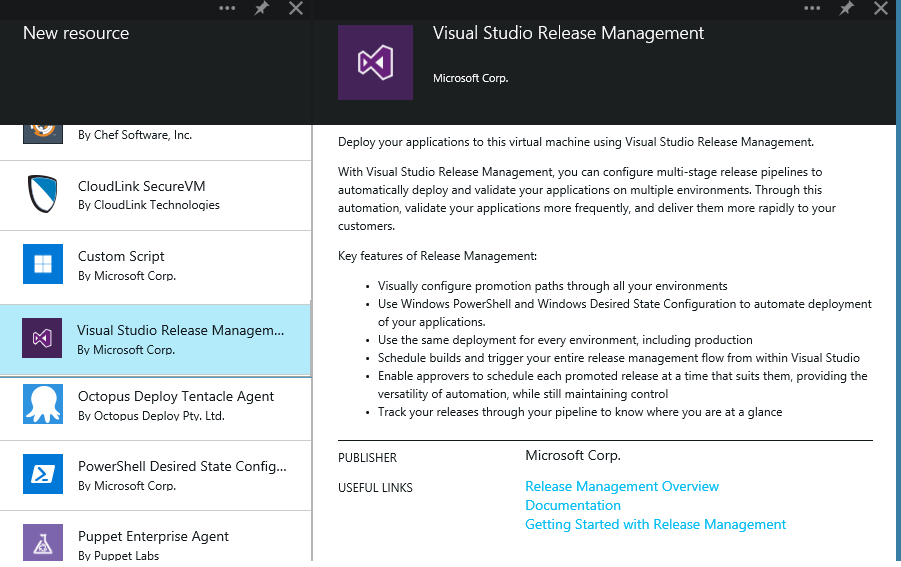 New resource
By Chef Software, Inc.
CloudLink SecureVM
By CloudLink Technologies
Custom Script
By Microsoft Corp.
Visual Studio Release Managem...
By Microsoft Corp.
Octopus Deploy Tentacle Agent
By Octopus Deploy Pty. Ltd.
PowerShell Desired State Config...
By Microsoft Corp.
Puppet Enterprise Agent
By Puppet Labs
Visual Studio Release Management
Microsoft Corp.
Deploy your applications to this virtual machine using Visual Studio Release Management.
With Visual Studio Release Management, you can configure multi-stage release pipelines to
automatically deploy and validate your applications on multiple environments. Through this
automation, validate your applications more frequently, and deliver them more rapidly to your
customers.
Key features of Release Management:
• Visually configure promotion paths through all your environments
• Use Windows PowerShell and Windows Desired State Configuration to automate deployment
of your applications.
• Use the same deployment for every environment, including production
• Schedule builds and trigger your entire release management flow from within Visual Studio
• Enable approvers to schedule each promoted release at a time that suits them, providing the
versatility of automation, while still maintaining control
• Track your releases through your pipeline to know where you are at a glance
PUBLISHER Microsoft Corp.
USEFUL LINKS Release Management Overview
Documentation
Getting Started with Release Management